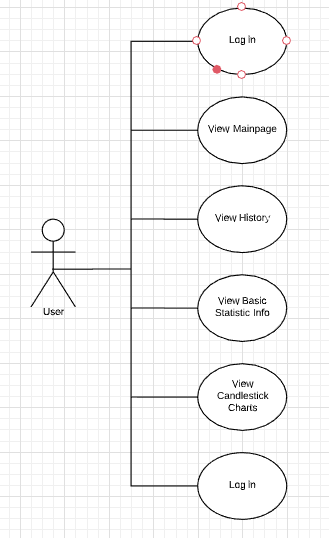 Log in
View Mainpage
View History
User
View Basic
Statistic Info
View
Candlestick
Charts
Log in